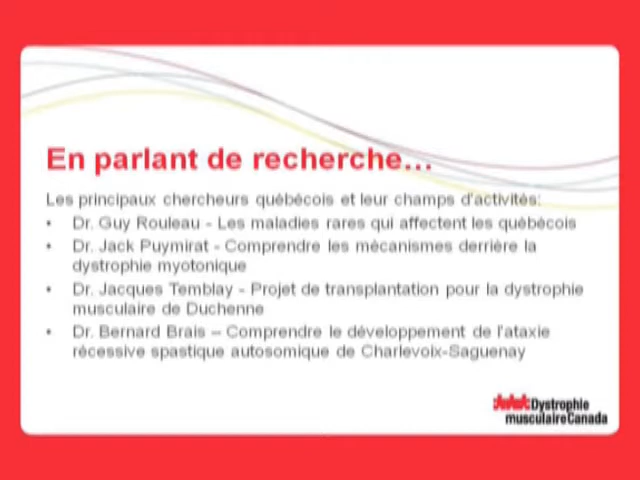 En parlant de recherche...
Les principaux chercheurs québécois et leur champs d'activités:
• Dr. Guy Rouleau - Les maladies rares qui affectent les québécois
• Dr. Jack Puymirat - Comprendre les mécanismes derrière la
dystrophie myotonique
• Dr. Jacques Temblay - Projet de transplantation pour la dystrophie
musculaire de Duchenne
• Dr. Bernard Brais – Comprendre le développement de l'ataxie
récessive spastique autosomique de Charlevoix-Saguenay
Dystrophie
musculaireCanada